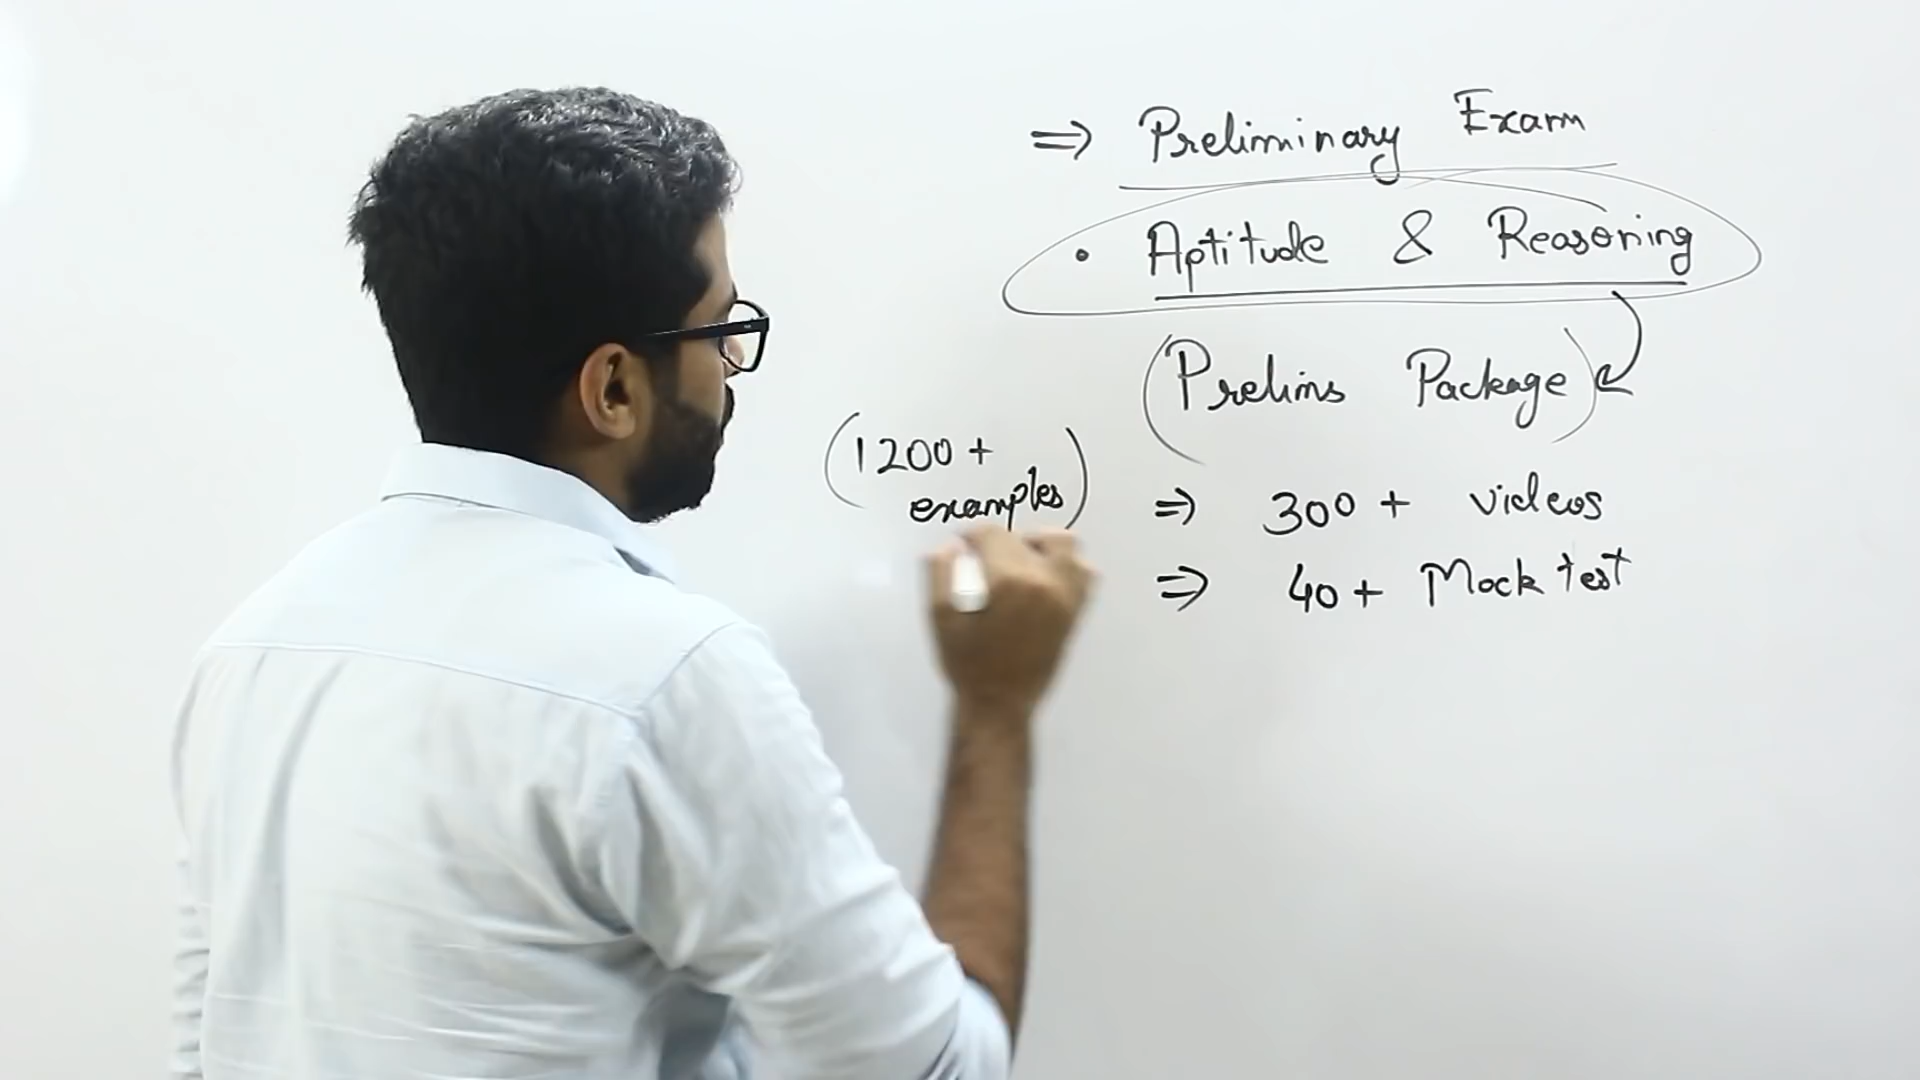 ⇒ Preliminary Exam
• Aptitude & Reasoning
(Prelims Package)
(1200+
examples)
⇒ 300+ videos
⇒ 40+ Mock test